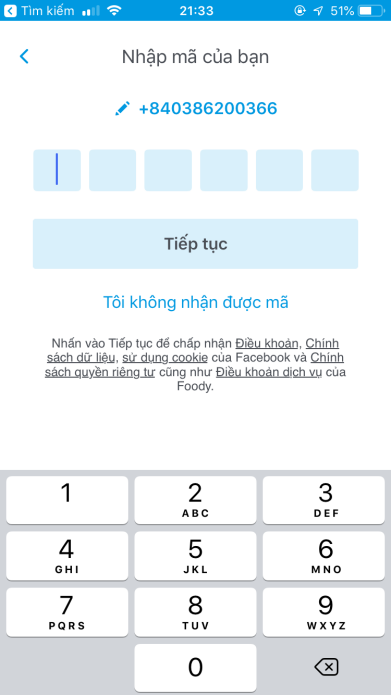 Tìm kiếm 21:33 51%
Nhập mã của bạn
+840386200366
Tiếp tục
Tôi không nhận được mã
Nhấn vào Tiếp tục để chấp nhận Điều khoản, Chính
sách dữ liệu, sử dụng cookie của Facebook và Chính
sách quyền riêng tư cũng như Điều khoản dịch vụ của
Foody.
1 2 3
ABC DEF
4 5 6
GHI JKL MNO
7 8 9
PQRS TUV WXYZ
0